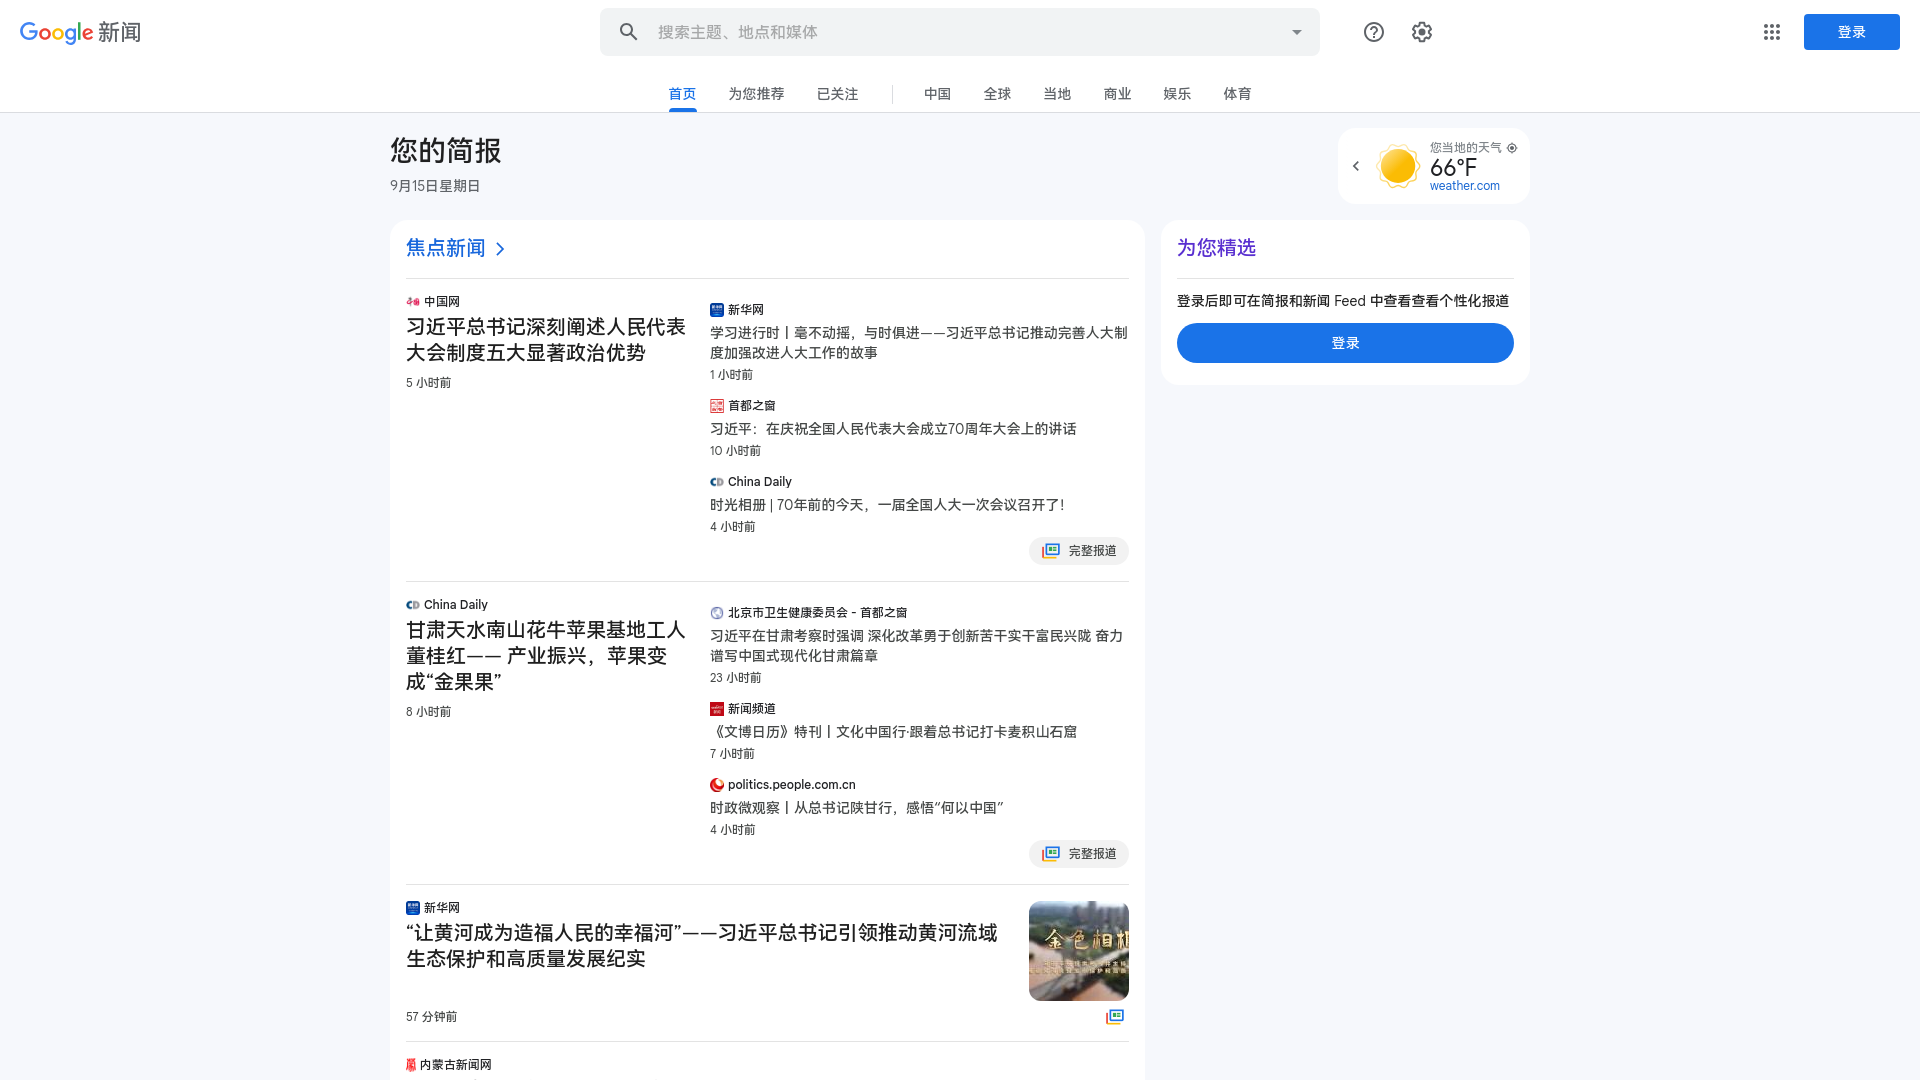 Google 新闻
搜索主题、地点和媒体
登录
首页
为您推荐
已关注
中国
全球
当地
商业
娱乐
体育
您的简报
9月15日星期日
您当地的天气
66°F
weather.com
焦点新闻
中国网
习近平总书记深刻阐述人民代表
大会制度五大显著政治优势
5 小时前
新华网
学习进行时丨毫不动摇，与时俱进——习近平总书记推动完善人大制
度加强改进人大工作的故事
1 小时前
首都之窗
习近平：在庆祝全国人民代表大会成立70周年大会上的讲话
10 小时前
China Daily
时光相册 | 70年前的今天，一届全国人大一次会议召开了！
4 小时前
完整报道
China Daily
甘肃天水南山花牛苹果基地工人
董桂红—— 产业振兴，苹果变
成“金果果”
8 小时前
北京市卫生健康委员会 - 首都之窗
习近平在甘肃考察时强调 深化改革勇于创新苦干实干富民兴陇 奋力
谱写中国式现代化甘肃篇章
23 小时前
新闻频道
《文博日历》特刊丨文化中国行·跟着总书记打卡麦积山石窟
7 小时前
politics.people.com.cn
时政微观察丨从总书记陕甘行，感悟“何以中国”
4 小时前
完整报道
新华网
“让黄河成为造福人民的幸福河”——习近平总书记引领推动黄河流域
生态保护和高质量发展纪实
金色相
57 分钟前
内蒙古新闻网
为您精选
登录后即可在简报和新闻 Feed 中查看查看个性化报道
登录